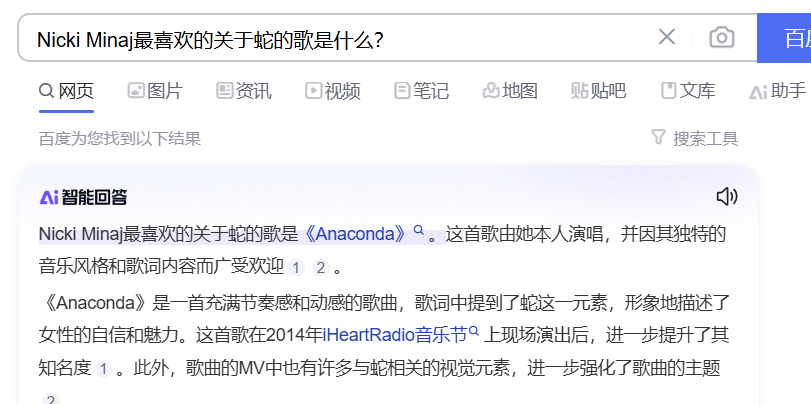 Nicki Minaj最喜欢的关于蛇的歌是什么?
百度
网页 图片 资讯 视频 笔记 地图 贴吧 文库 Ai助手
百度为您找到以下结果 搜索工具
Ai智能回答
Nicki Minaj最喜欢的关于蛇的歌是《Anaconda》。这首歌由她本人演唱，并因其独特的
音乐风格和歌词内容而广受欢迎 1 2 。
《Anaconda》是一首充满节奏感和动感的歌曲，歌词中提到了蛇这一元素，形象地描述了
女性的自信和魅力。这首歌在2014年iHeartRadio音乐节上现场演出后，进一步提升了其
知名度 1 。此外，歌曲的MV中也有许多与蛇相关的视觉元素，进一步强化了歌曲的主题
2